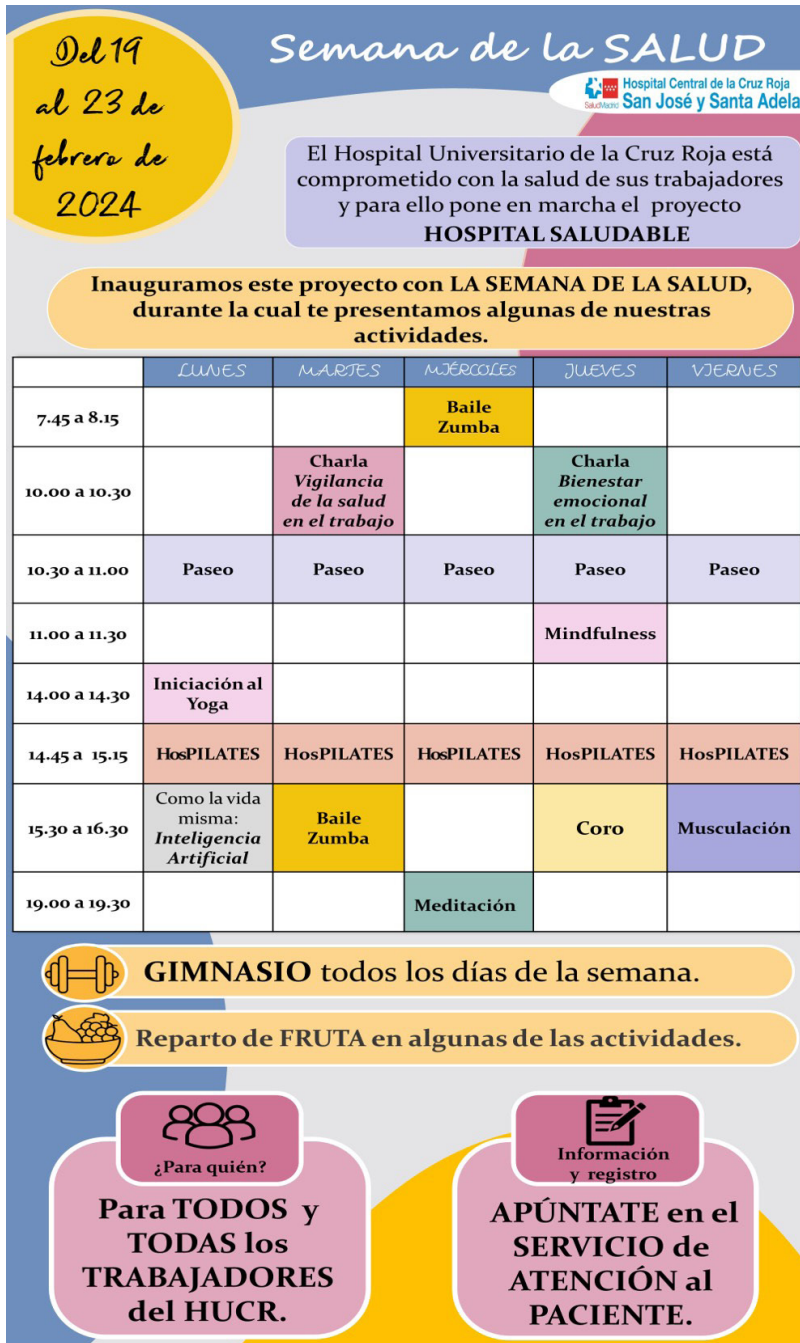 Del 19
al 23 de
febrero de
2024
Semana de la SALUD
SaludMadrid
Hospital Central de la Cruz Roja
San José y Santa Adela
El Hospital Universitario de la Cruz Roja está
comprometido con la salud de sus trabajadores
y para ello pone en marcha el proyecto
HOSPITAL SALUDABLE
Inauguramos este proyecto con LA SEMANA DE LA SALUD,
durante la cual te presentamos algunas de nuestras
actividades.
LUNES MARTES MIÉRCOLES JUEVES VIERNES
7.45 a 8.15
Baile
Zumba
10.00 a 10.30
Charla
Vigilancia
de la salud
en el trabajo
Charla
Bienestar
emocional
en el trabajo
10.30 a 11.00 Paseo Paseo Paseo Paseo Paseo
11.00 a 11.30 Mindfulness
14.00 a 14.30
Iniciación al
Yoga
14.45 a 15.15 HosPILATES HosPILATES HosPILATES HosPILATES HosPILATES
15.30 a 16.30
Como la vida
misma:
Inteligencia
Artificial
Baile
Zumba
Coro
Musculación
19.00 a 19.30 Meditación
GIMNASIO todos los días de la semana.
Reparto de FRUTA en algunas de las actividades.
¿Para quién?
Para TODOS y
TODAS los
TRABAJADORES
del HUCR.
Información
y registro
APÚNTATE en el
SERVICIO de
ATENCIÓN al
PACIENTE.